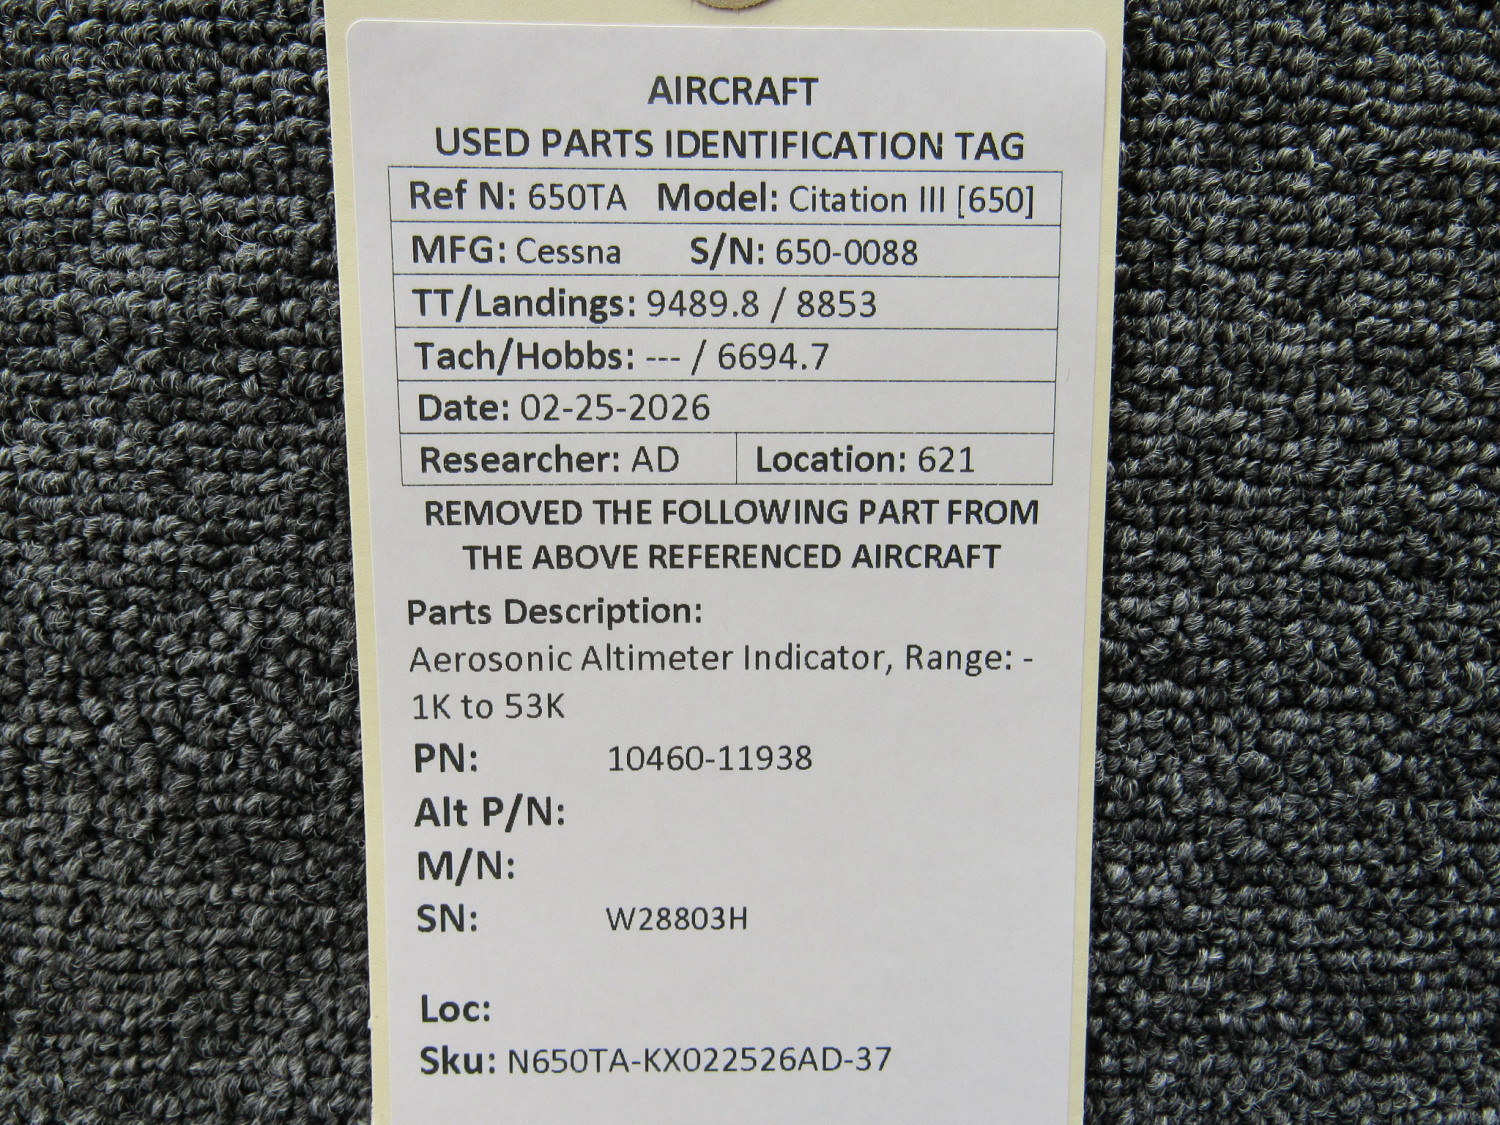 AIRCRAFT
USED PARTS IDENTIFICATION TAG
Ref N: 650TA Model: Citation III [650]
MFG: Cessna S/N: 650-0088
TT/Landings: 9489.8 / 8853
Tach/Hobbs: --- / 6694.7
Date: 02-25-2026
Researcher: AD Location: 621
REMOVED THE FOLLOWING PART FROM
THE ABOVE REFERENCED AIRCRAFT
Parts Description:
Aerosonic Altimeter Indicator, Range: -
1K to 53K
PN: 10460-11938
Alt P/N:
M/N:
SN: W28803H
Loc:
Sku: N650TA-KX022526AD-37